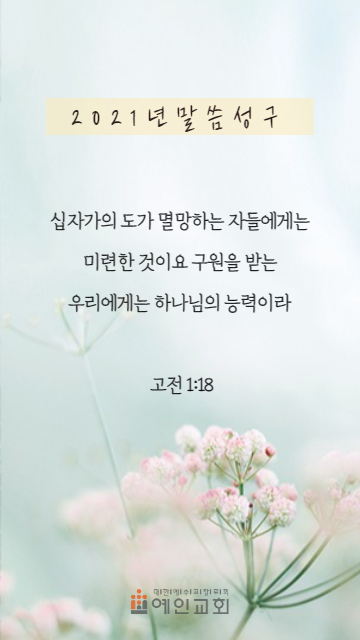 2021년말씀성구
십자가의 도가 멸망하는 자들에게는
미련한 것이요 구원을 받는
우리에게는 하나님의 능력이라
고전 1:18
예인교회